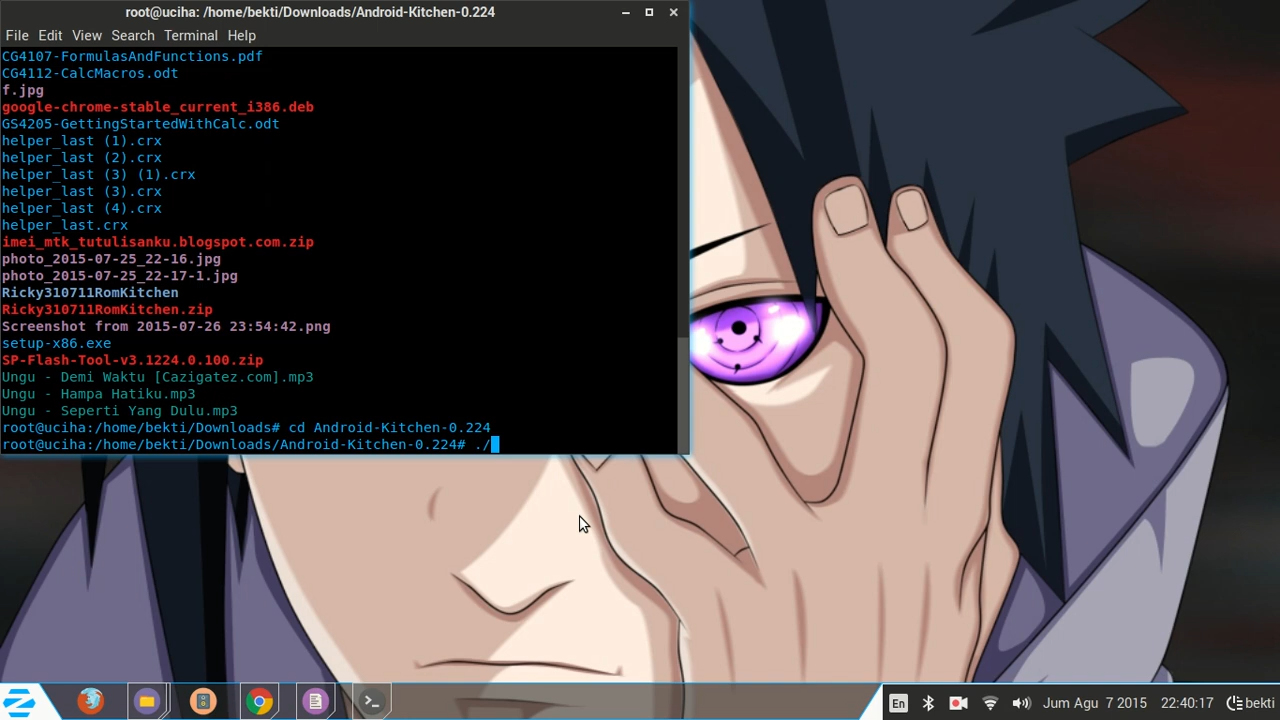 root@uciha: /home/bekti/Downloads/Android-Kitchen-0.224
File Edit View Search Terminal Help
CG4107-FormulasAndFunctions.pdf
CG4112-CalcMacros.odt
f.jpg
google-chrome-stable_current_i386.deb
GS4205-GettingStartedWithCalc.odt
helper_last (1).crx
helper_last (2).crx
helper_last (3) (1).crx
helper_last (3).crx
helper_last (4).crx
helper_last.crx
imei_mtk_tutulisanku.blogspot.com.zip
photo_2015-07-25_22-16.jpg
photo_2015-07-25_22-17-1.jpg
Ricky310711RomKitchen
Ricky310711RomKitchen.zip
Screenshot from 2015-07-26 23:54:42.png
setup-x86.exe
SP-Flash-Tool-v3.1224.0.100.zip
Ungu - Demi Waktu [Cazigatez.com].mp3
Ungu - Hampa Hatiku.mp3
Ungu - Seperti Yang Dulu.mp3
root@uciha:/home/bekti/Downloads# cd Android-Kitchen-0.224
root@uciha:/home/bekti/Downloads/Android-Kitchen-0.224# ./
En Jum Agu 7 2015 22:40:17 bekti